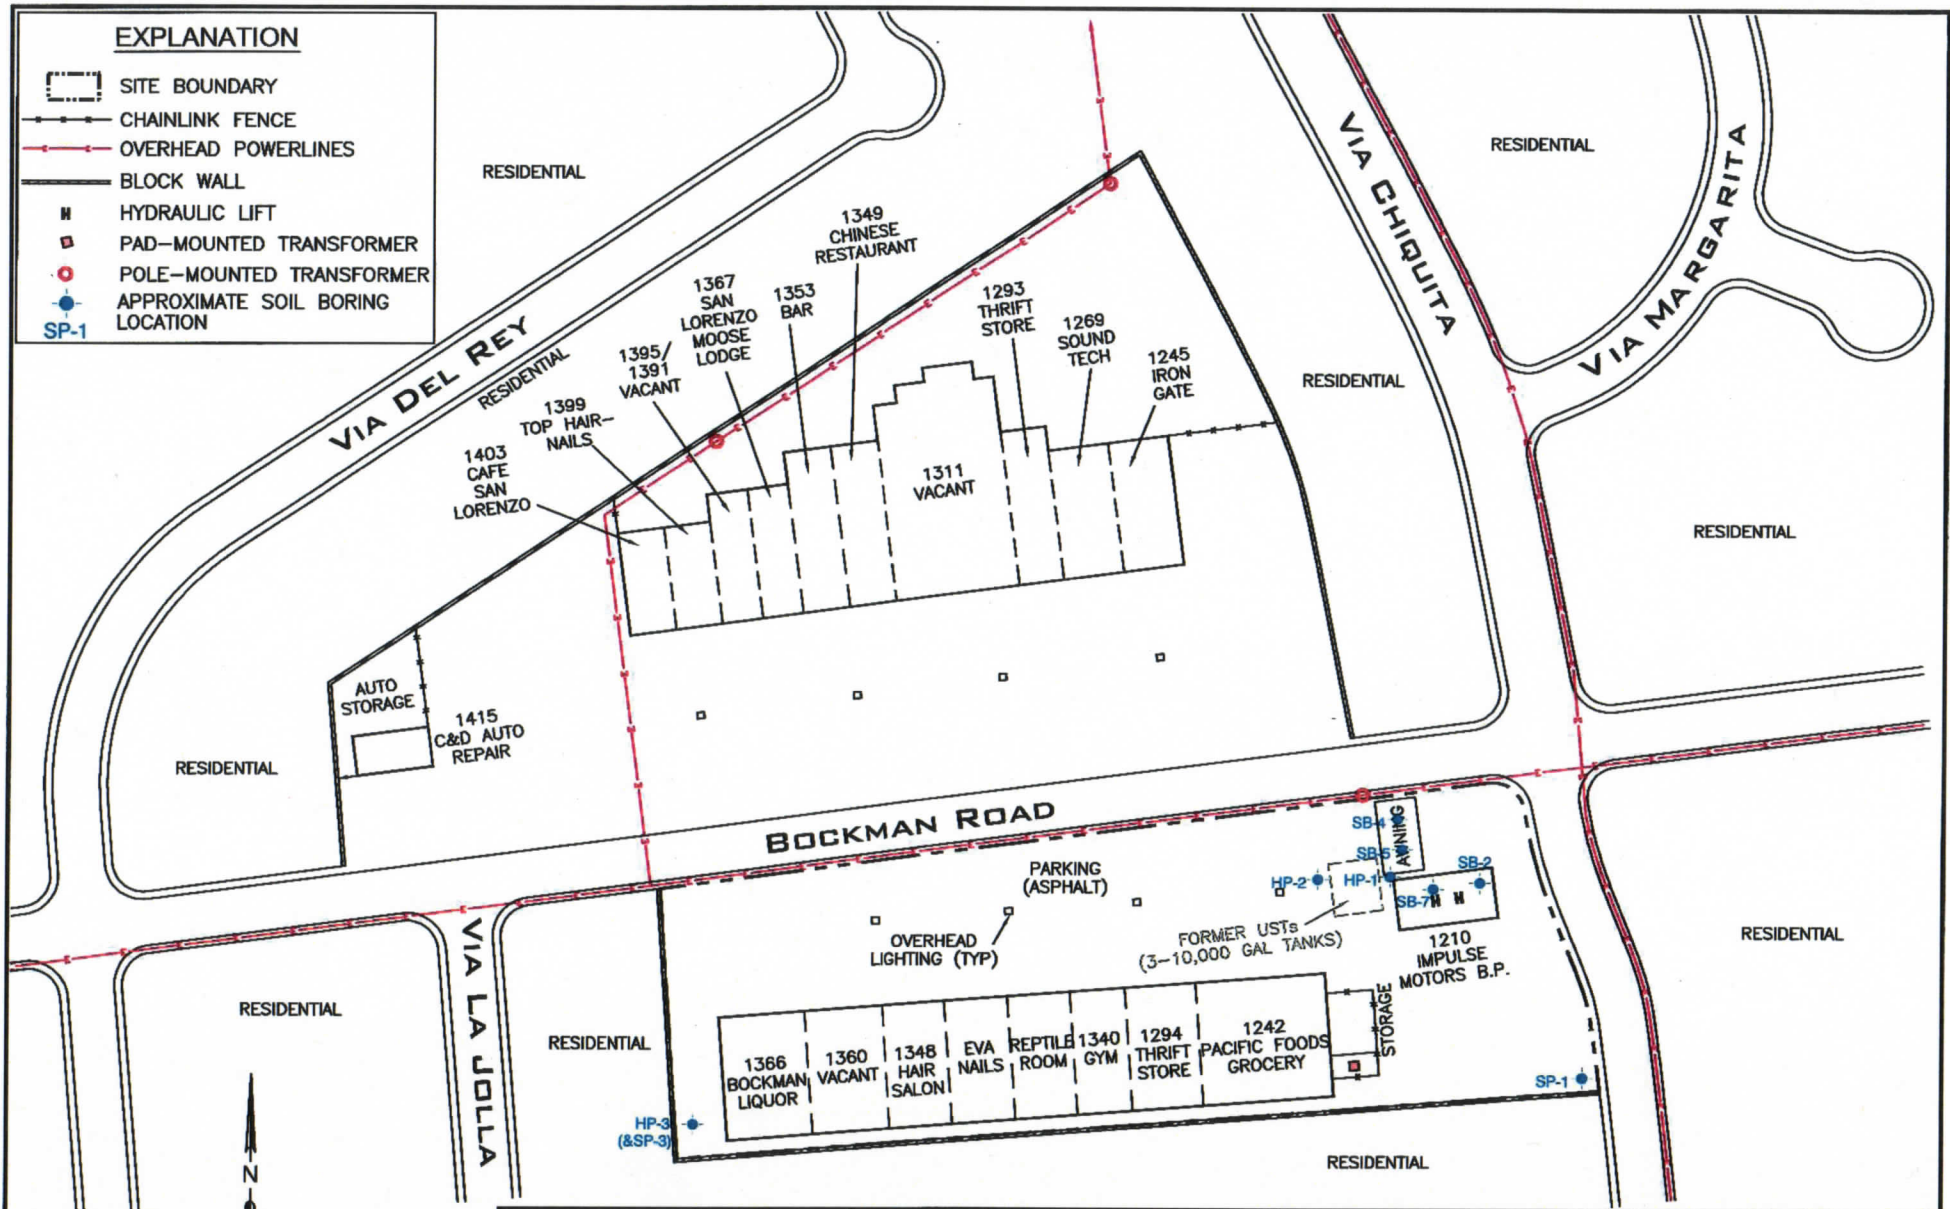 EXPLANATION
SITE BOUNDARY
CHAINLINK FENCE
OVERHEAD POWERLINES
BLOCK WALL
HYDRAULIC LIFT
PAD-MOUNTED TRANSFORMER
POLE-MOUNTED TRANSFORMER
APPROXIMATE SOIL BORING
LOCATION
SP-1
RESIDENTIAL
RESIDENTIAL
VIA DEL REY
RESIDENTIAL
VIA CHIQUITA
VIA MARGARITA
RESIDENTIAL
RESIDENTIAL
1349
CHINESE
RESTAURANT
1367
SAN
LORENZO
MOOSE
LODGE
1353
BAR
1293
THRIFT
STORE
1269
SOUND
TECH
1245
IRON
GATE
1395/
1391
VACANT
1399
TOP HAIR-
NAILS
1403
CAFE
SAN
LORENZO
1311
VACANT
AUTO
STORAGE
1415
C&D AUTO
REPAIR
RESIDENTIAL
BOCKMAN ROAD
PARKING
(ASPHALT)
SB-4
AWNING
SB-5
SB-2
HP-2
HP-1
SB-7
OVERHEAD
LIGHTING (TYP)
FORMER USTs
(3-10,000 GAL TANKS)
1210
IMPULSE
MOTORS B.P.
RESIDENTIAL
VIA LA JOLLA
RESIDENTIAL
RESIDENTIAL
1366
BOCKMAN
LIQUOR
1360
VACANT
1348
HAIR
SALON
EVA
NAILS
REPTILE
ROOM
1340
GYM
1294
THRIFT
STORE
1242
PACIFIC FOODS
GROCERY
STORAGE
SP-1
HP-3
(&SP-3)
RESIDENTIAL
N